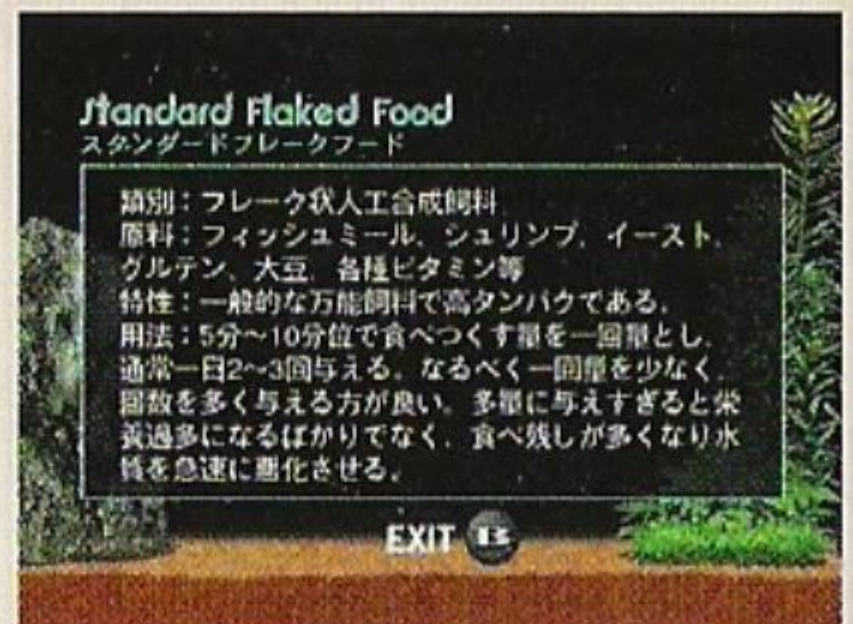 Standard Flaked Food
スタンダードフレークフード
類別：フレーク状人工合成飼料
原料：フィッシュミール、シュリンプ、イースト、
グルテン、大豆、各種ビタミン等
特性：一般的な万能飼料で高タンパクである。
用法：5分〜10分位で食べつくす量を一回量とし、
通常一日2〜3回与える。なるべく一回量を少なく、
回数を多く与える方が良い。多量に与えすぎると栄
養過多になるばかりでなく、食べ残しが多くなり水
質を急速に悪化させる。
EXIT B